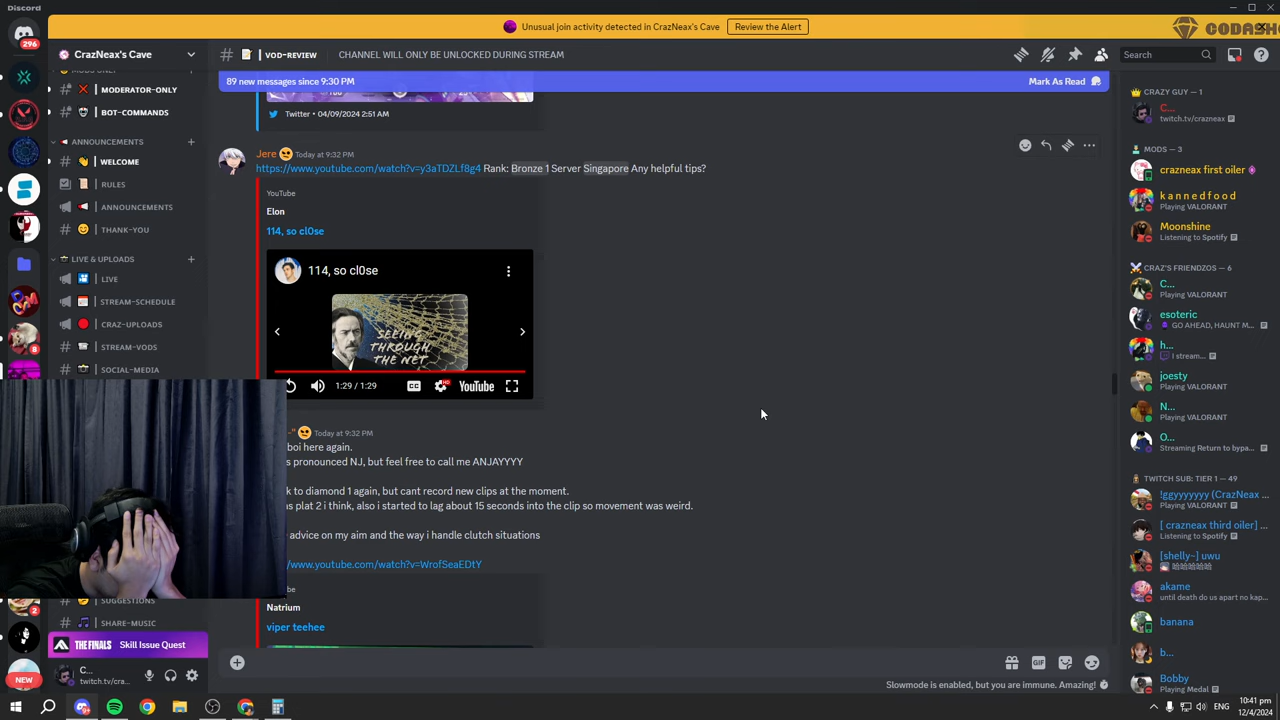 Discord
Unusual join activity detected in CrazNeax's Cave
Review the Alert
CODASH
296
CrazNeax's Cave
VOD-REVIEW
CHANNEL WILL ONLY BE UNLOCKED DURING STREAM
Search
89 new messages since 9:30 PM
Mark As Read
MODERATOR-ONLY
BOT-COMMANDS
ANNOUNCEMENTS
WELCOME
RULES
ANNOUNCEMENTS
THANK-YOU
LIVE & UPLOADS
LIVE
STREAM-SCHEDULE
CRAZ-UPLOADS
STREAM-VODS
SOCIAL-MEDIA
8
SUGGESTIONS
SHARE-MUSIC
2
THE FINALS Skill Issue Quest
NEW
C...
twitch.tv/cra...
Twitter • 04/09/2024 2:51 AM
Jere Today at 9:32 PM
https://www.youtube.com/watch?v=y3aTDZLf8g4 Rank: Bronze 1 Server Singapore Any helpful tips?
YouTube
Elon
114, so cl0se
114, so cl0se
SEEING
THROUGH
THE NET
1:29 / 1:29
CC
YouTube
Today at 9:32 PM
boi here again.
s pronounced NJ, but feel free to call me ANJAYYYY
k to diamond 1 again, but cant record new clips at the moment.
s plat 2 i think, also i started to lag about 15 seconds into the clip so movement was weird.
advice on my aim and the way i handle clutch situations
/www.youtube.com/watch?v=WrofSeaEDtY
be
Natrium
viper teehee
GIF
Slowmode is enabled, but you are immune. Amazing!
CRAZY GUY — 1
C...
twitch.tv/crazneax
MODS — 3
crazneax first oiler
k a n n e d f o o d
Playing VALORANT
Moonshine
Listening to Spotify
CRAZ'S FRIENDZOS — 6
C...
Playing VALORANT
esoteric
GO AHEAD, HAUNT M...
h...
I stream...
joesty
Playing VALORANT
N...
Playing VALORANT
O...
Streaming Return to bypa...
TWITCH SUB: TIER 1 — 49
!ggyyyyyyy (CrazNeax ...
Playing VALORANT
[ crazneax third oiler] ...
Listening to Spotify
[shelly~] uwu
哈哈哈哈哈
akame
until death do us apart no kap...
banana
b...
Bobby
Playing Medal
ENG
10:41 pm
12/4/2024